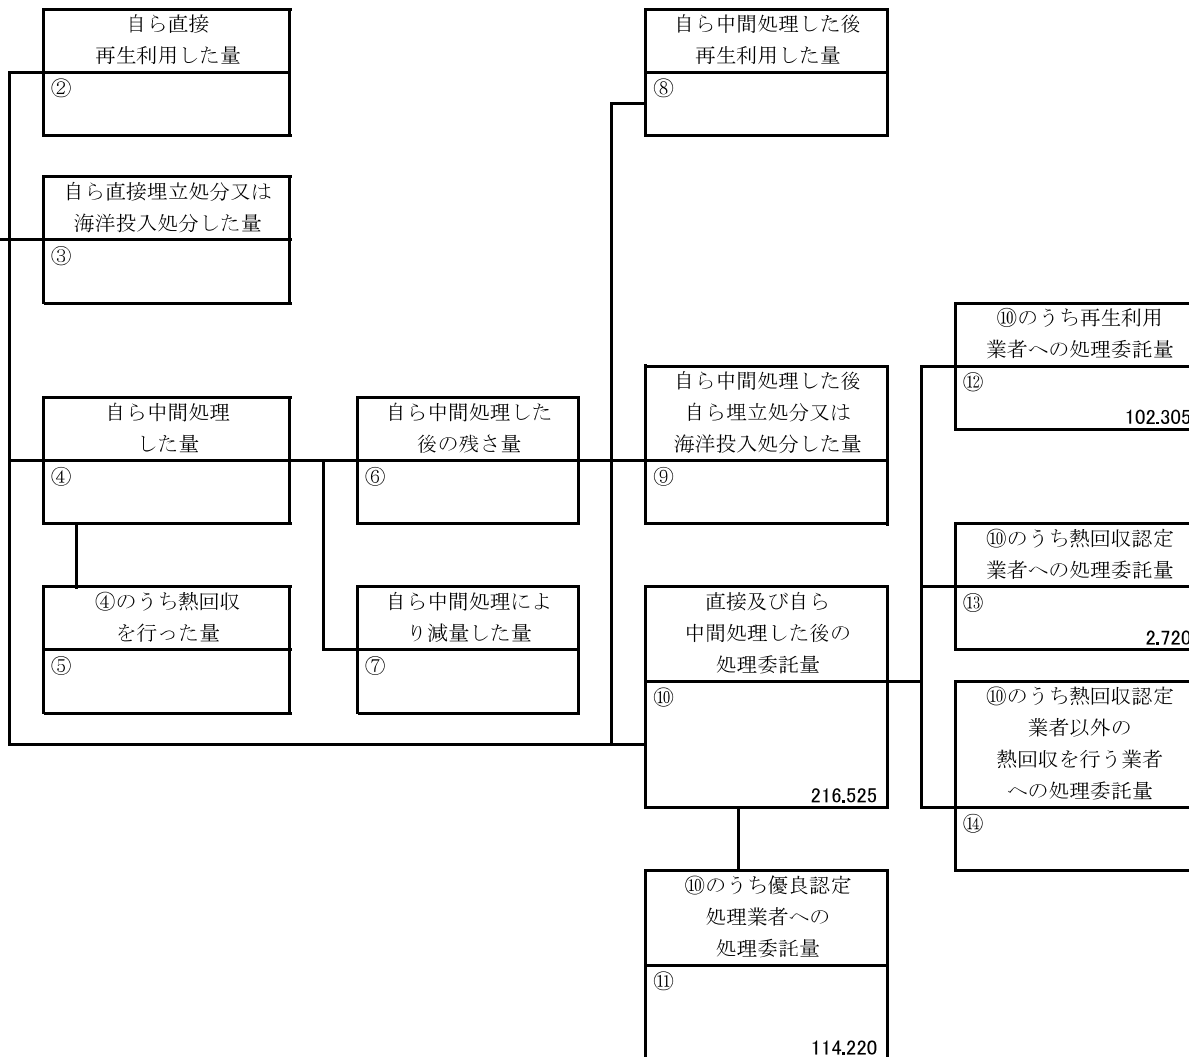 自ら直接
再生利用した量
②
自ら直接埋立処分又は
海洋投入処分した量
③
自ら中間処理
した量
④
④のうち熱回収
を行った量
⑤
自ら中間処理した
後の残さ量
⑥
自ら中間処理によ
り減量した量
⑦
自ら中間処理した後
再生利用した量
⑧
自ら中間処理した後
自ら埋立処分又は
海洋投入処分した量
⑨
直接及び自ら
中間処理した後の
処理委託量
⑩
216.525
⑩のうち優良認定
処理業者への
処理委託量
⑪
114.220
⑩のうち再生利用
業者への処理委託量
⑫
102.305
⑩のうち熱回収認定
業者への処理委託量
⑬
2.720
⑩のうち熱回収認定
業者以外の
熱回収を行う業者
への処理委託量
⑭